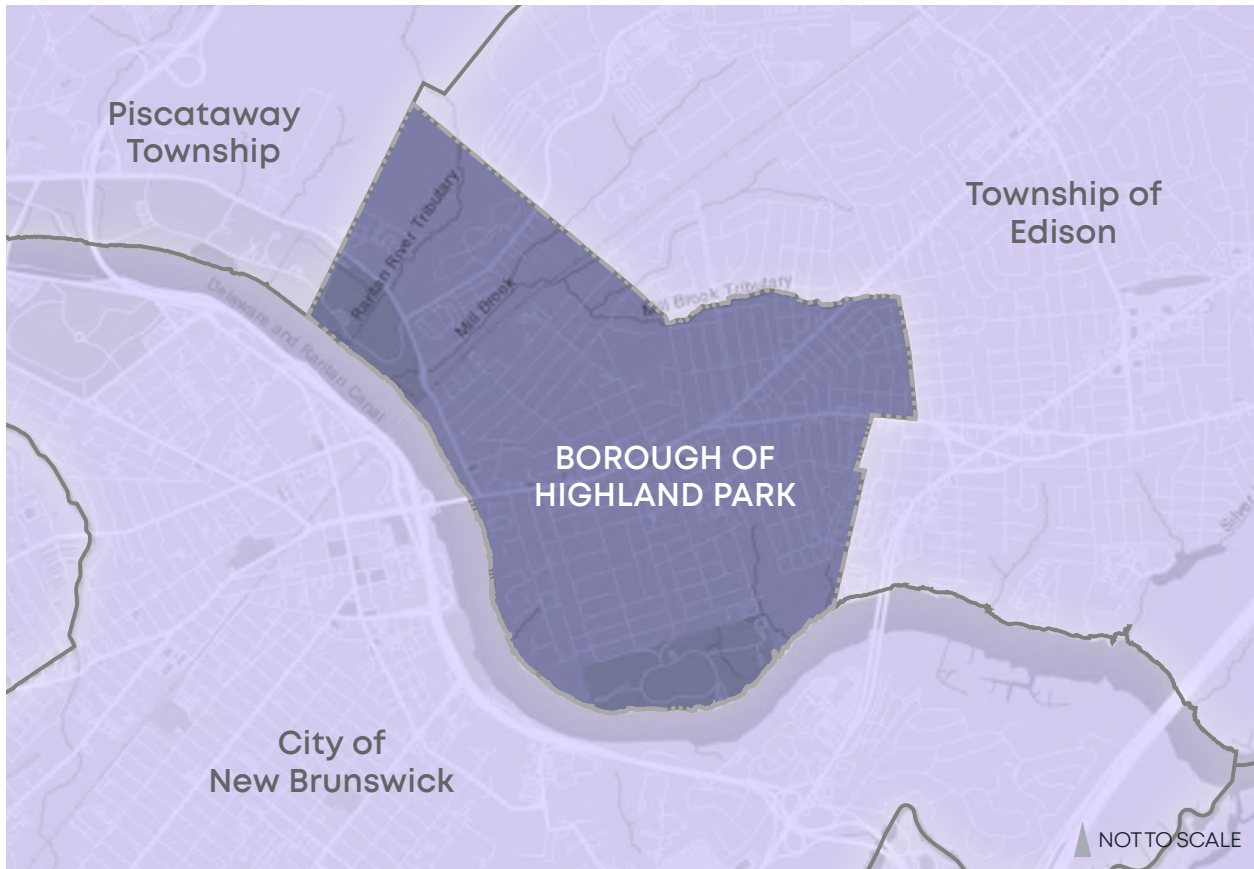 Piscataway
Township
Township of
Edison
Raritan River Tributary
Mill Brook
Mill Brook Tributary
Delaware and Raritan Canal
BOROUGH OF
HIGHLAND PARK
City of
New Brunswick
NOT TO SCALE